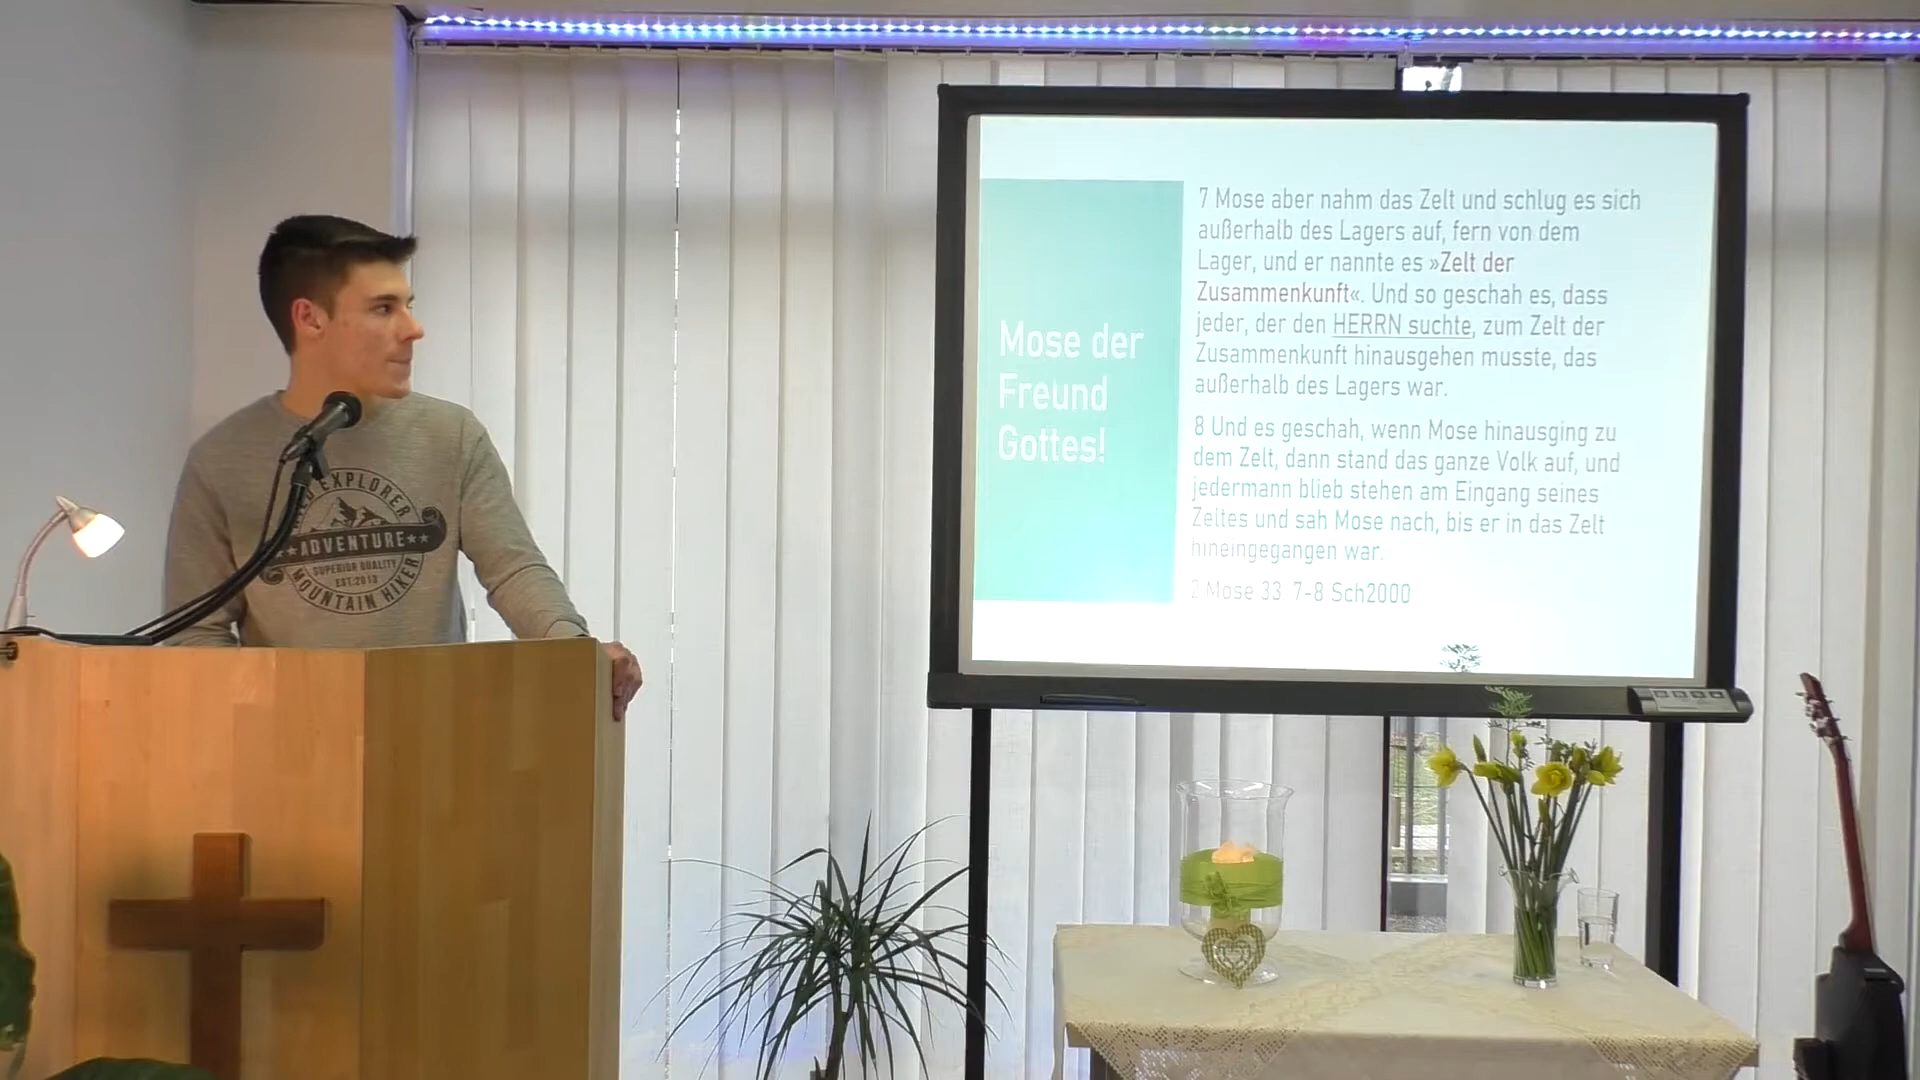 Mose der
Freund
Gottes!
7 Mose aber nahm das Zelt und schlug es sich
außerhalb des Lagers auf, fern von dem
Lager, und er nannte es »Zelt der
Zusammenkunft«. Und so geschah es, dass
jeder, der den HERRN suchte, zum Zelt der
Zusammenkunft hinausgehen musste, das
außerhalb des Lagers war.
8 Und es geschah, wenn Mose hinausging zu
dem Zelt, dann stand das ganze Volk auf, und
jedermann blieb stehen am Eingang seines
Zeltes und sah Mose nach, bis er in das Zelt
hineingegangen war.
2 Mose 33, 7-8 Sch2000
EXPLORER
ADVENTURE
SUPERIOR QUALITY
EST.2013
MOUNTAIN HIKER